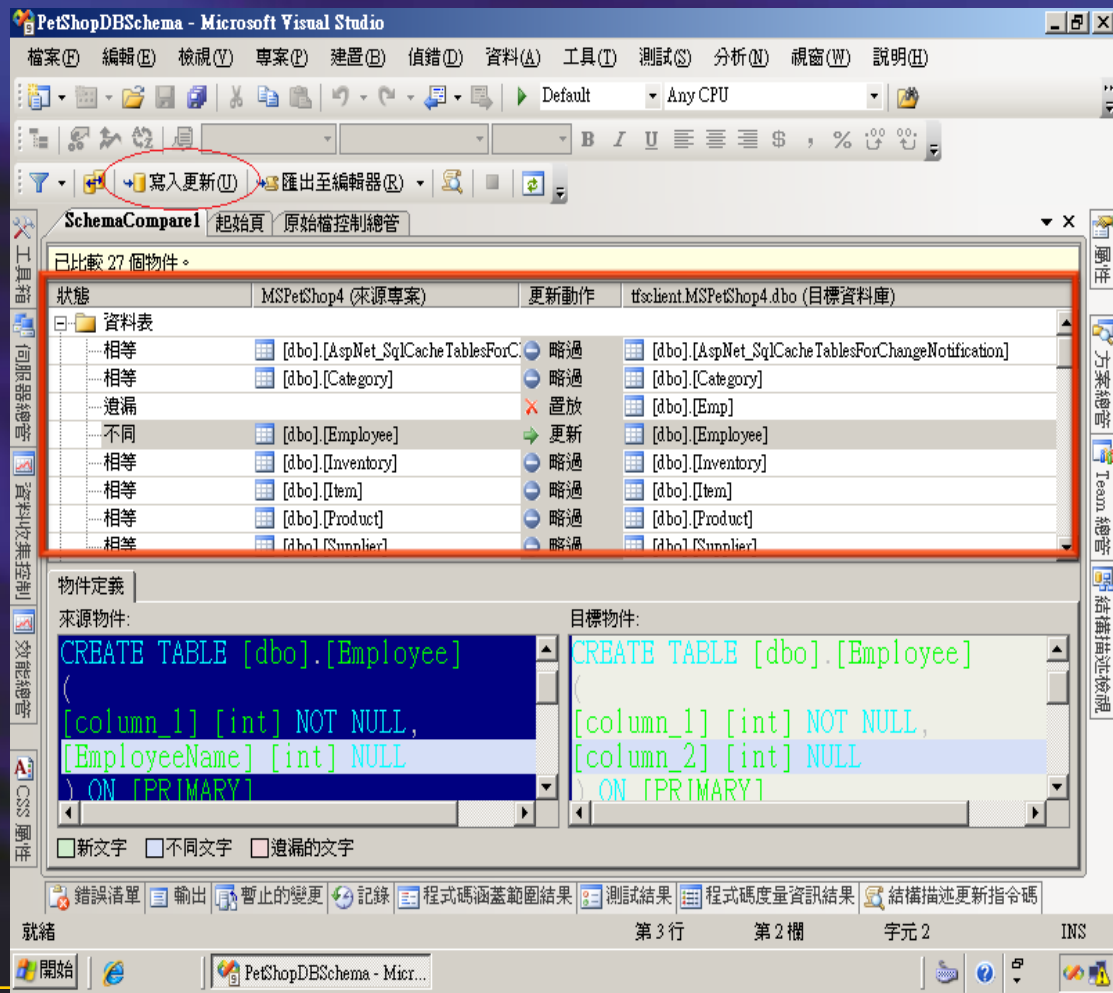 PetShopDBSchema - Microsoft Visual Studio
檔案(F) 編輯(E) 檢視(V) 專案(P) 建置(B) 偵錯(D) 資料(A) 工具(T) 測試(S) 分析(N) 視窗(W) 說明(H)
Default Any CPU
B I U $ , %
寫入更新(U) 匯出至編輯器(R)
SchemaCompare1 起始頁 原始檔控制總管
已比較 27 個物件。
狀態 MSPetShop4 (來源專案) 更新動作 tfsclient.MSPetShop4.dbo (目標資料庫)
資料表
相等 [dbo].[AspNet_SqlCacheTablesForC 略過 [dbo].[AspNet_SqlCacheTablesForChangeNotification]
相等 [dbo].[Category] 略過 [dbo].[Category]
遺漏 置放 [dbo].[Emp]
不同 [dbo].[Employee] 更新 [dbo].[Employee]
相等 [dbo].[Inventory] 略過 [dbo].[Inventory]
相等 [dbo].[Item] 略過 [dbo].[Item]
相等 [dbo].[Product] 略過 [dbo].[Product]
相等 [dbo].[Supplier] 略過 [dbo].[Supplier]
物件定義
來源物件: 目標物件:
CREATE TABLE [dbo].[Employee] CREATE TABLE [dbo].[Employee]
( (
[column_1] [int] NOT NULL, [column_1] [int] NOT NULL,
[EmployeeName] [int] NULL [column_2] [int] NULL
) ON [PRIMARY] ) ON [PRIMARY]
新文字 不同文字 遺漏的文字
工具箱
伺服器總管
資料收集控制
效能總管
CSS 屬性
屬性
方案總管
Team 總管
結構描述檢視
錯誤清單 輸出 暫止的變更 記錄 程式碼涵蓋範圍結果 測試結果 程式碼度量資訊結果 結構描述更新指令碼
就緒 第 3 行 第 2 欄 字元 2 INS
開始 PetShopDBSchema - Micr...